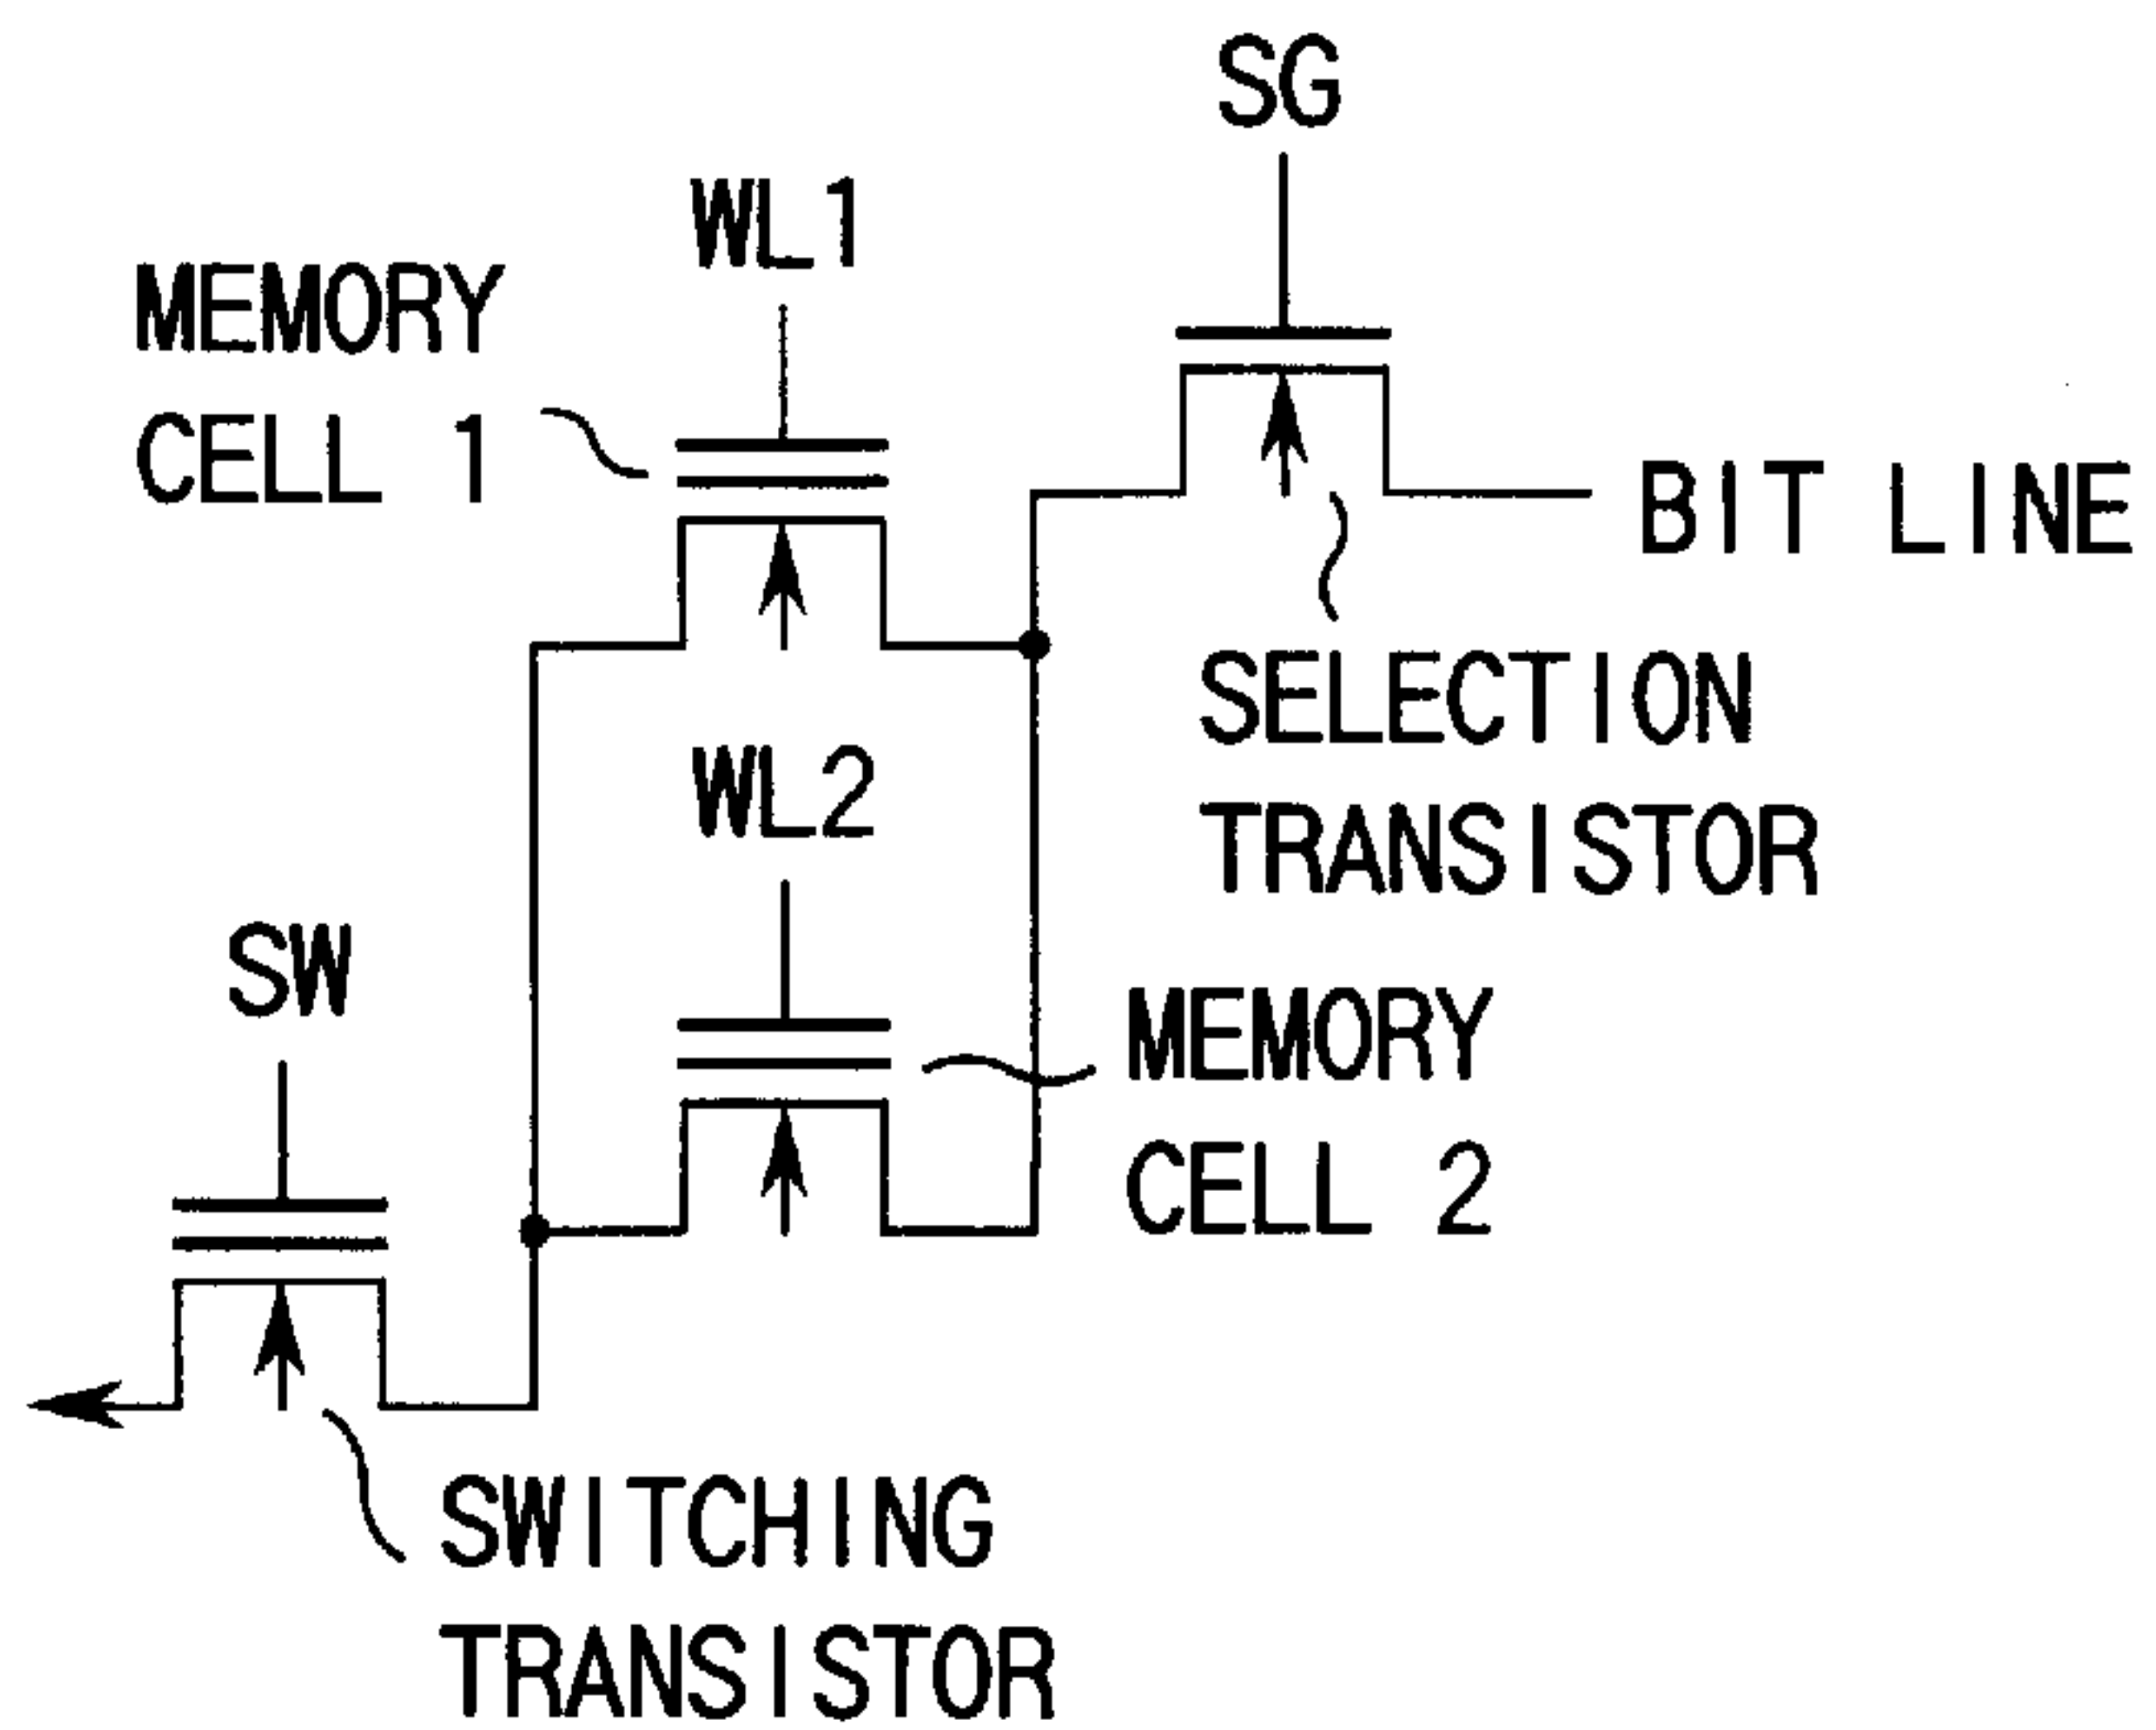 SG
WL1
MEMORY
CELL 1
BIT LINE
SELECTION
TRANSISTOR
WL2
SW
MEMORY
CELL 2
SWITCHING
TRANSISTOR